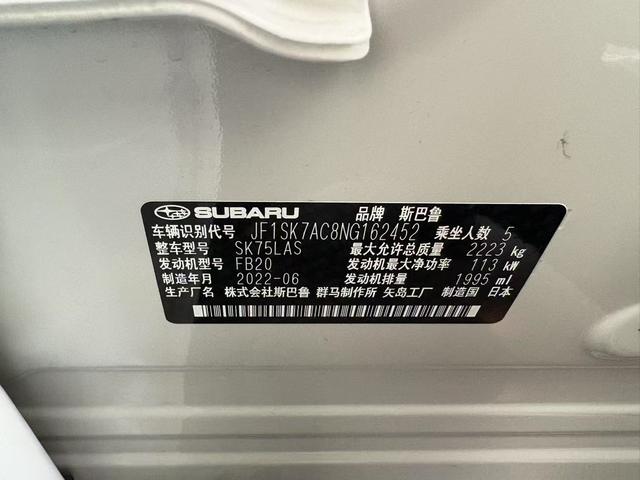 SUBARU 品牌 斯巴鲁
车辆识别代号 JF1SK7AC8NG162452 乘坐人数 5
整车型号 SK75LAS 最大允许总质量 2223 kg
发动机型号 FB20 发动机最大净功率 113 kW
制造年月 2022-06 发动机排量 1995 ml
生产厂名 株式会社斯巴鲁 群马制作所 矢岛工厂 制造国 日本